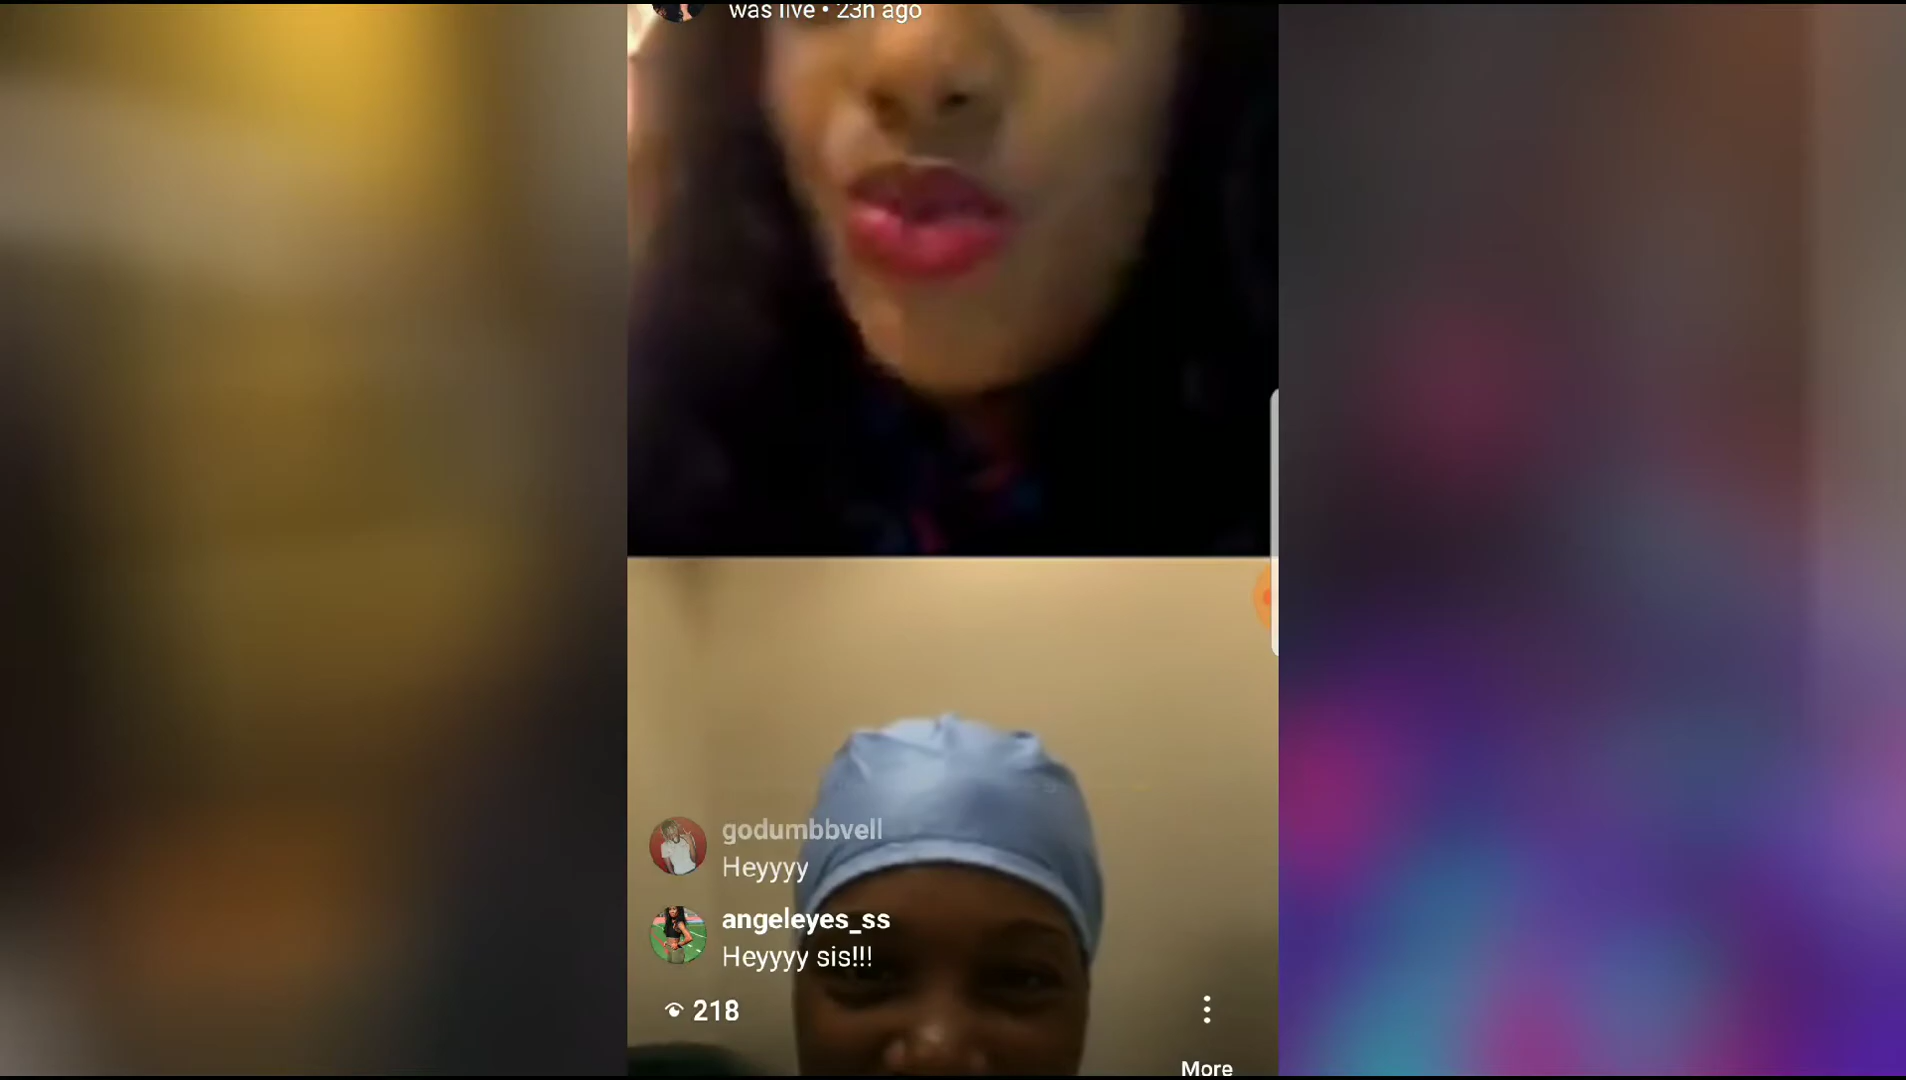 was live • 23h ago
godumbbvell
Heyyyy
angeleyes_ss
Heyyyy sis!!!
218
More